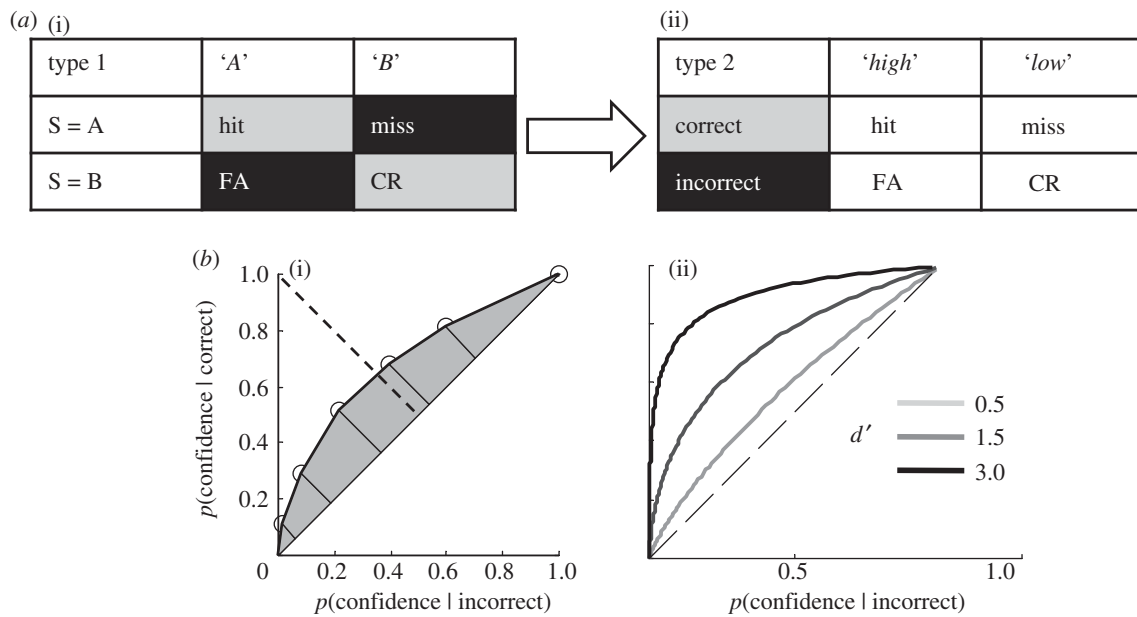 (a) (i)
type 1 ‘A’ ‘B’
S = A hit miss
S = B FA CR
(ii)
type 2 ‘high’ ‘low’
correct hit miss
incorrect FA CR
(b) (i)
1.0
0.8
0.6
0.4
0.2
0 0.2 0.4 0.6 0.8 1.0
p(confidence | correct)
p(confidence | incorrect)
(ii)
d′
0.5
1.5
3.0
0.5 1.0
p(confidence | incorrect)